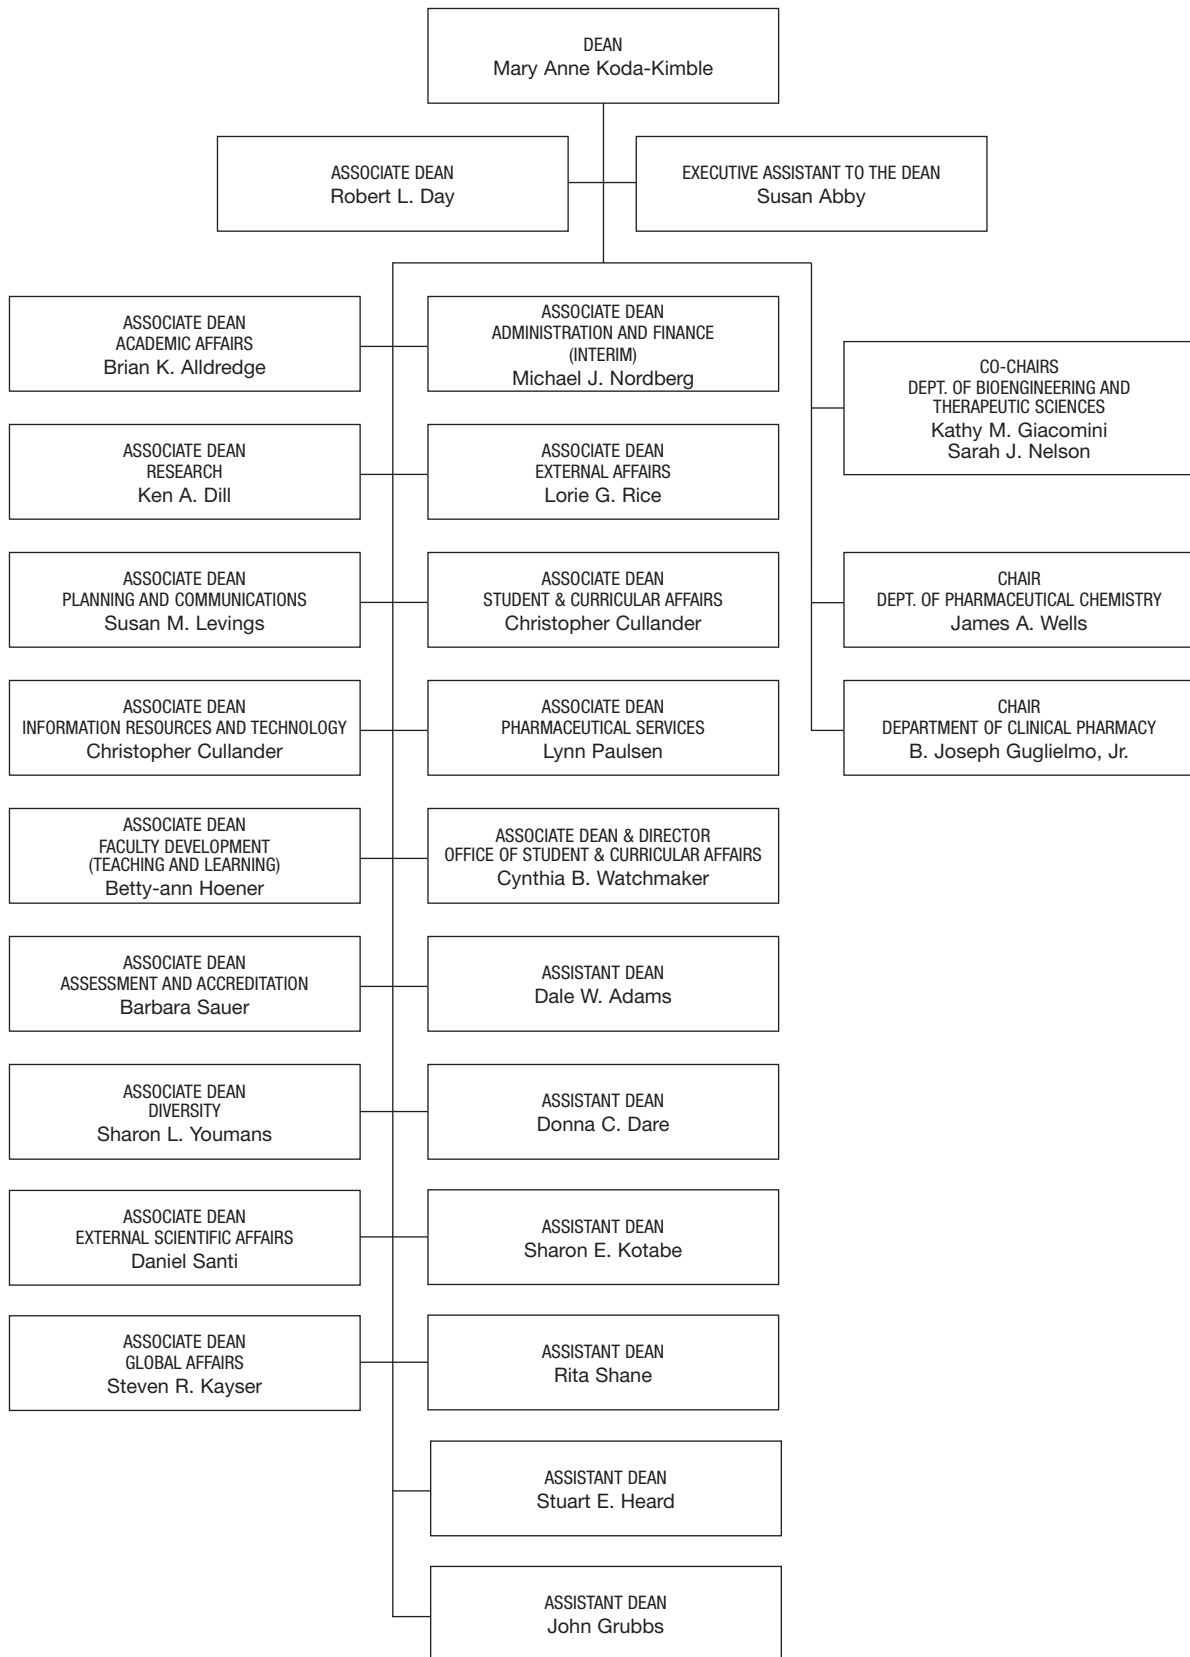 DEAN
Mary Anne Koda-Kimble
ASSOCIATE DEAN
Robert L. Day
EXECUTIVE ASSISTANT TO THE DEAN
Susan Abby
ASSOCIATE DEAN
ACADEMIC AFFAIRS
Brian K. Alldredge
ASSOCIATE DEAN
ADMINISTRATION AND FINANCE
(INTERIM)
Michael J. Nordberg
CO-CHAIRS
DEPT. OF BIOENGINEERING AND
THERAPEUTIC SCIENCES
Kathy M. Giacomini
Sarah J. Nelson
ASSOCIATE DEAN
RESEARCH
Ken A. Dill
ASSOCIATE DEAN
EXTERNAL AFFAIRS
Lorie G. Rice
ASSOCIATE DEAN
PLANNING AND COMMUNICATIONS
Susan M. Levings
ASSOCIATE DEAN
STUDENT & CURRICULAR AFFAIRS
Christopher Cullander
CHAIR
DEPT. OF PHARMACEUTICAL CHEMISTRY
James A. Wells
ASSOCIATE DEAN
INFORMATION RESOURCES AND TECHNOLOGY
Christopher Cullander
ASSOCIATE DEAN
PHARMACEUTICAL SERVICES
Lynn Paulsen
CHAIR
DEPARTMENT OF CLINICAL PHARMACY
B. Joseph Guglielmo, Jr.
ASSOCIATE DEAN
FACULTY DEVELOPMENT
(TEACHING AND LEARNING)
Betty-ann Hoener
ASSOCIATE DEAN & DIRECTOR
OFFICE OF STUDENT & CURRICULAR AFFAIRS
Cynthia B. Watchmaker
ASSOCIATE DEAN
ASSESSMENT AND ACCREDITATION
Barbara Sauer
ASSISTANT DEAN
Dale W. Adams
ASSOCIATE DEAN
DIVERSITY
Sharon L. Youmans
ASSISTANT DEAN
Donna C. Dare
ASSOCIATE DEAN
EXTERNAL SCIENTIFIC AFFAIRS
Daniel Santi
ASSISTANT DEAN
Sharon E. Kotabe
ASSOCIATE DEAN
GLOBAL AFFAIRS
Steven R. Kayser
ASSISTANT DEAN
Rita Shane
ASSISTANT DEAN
Stuart E. Heard
ASSISTANT DEAN
John Grubbs